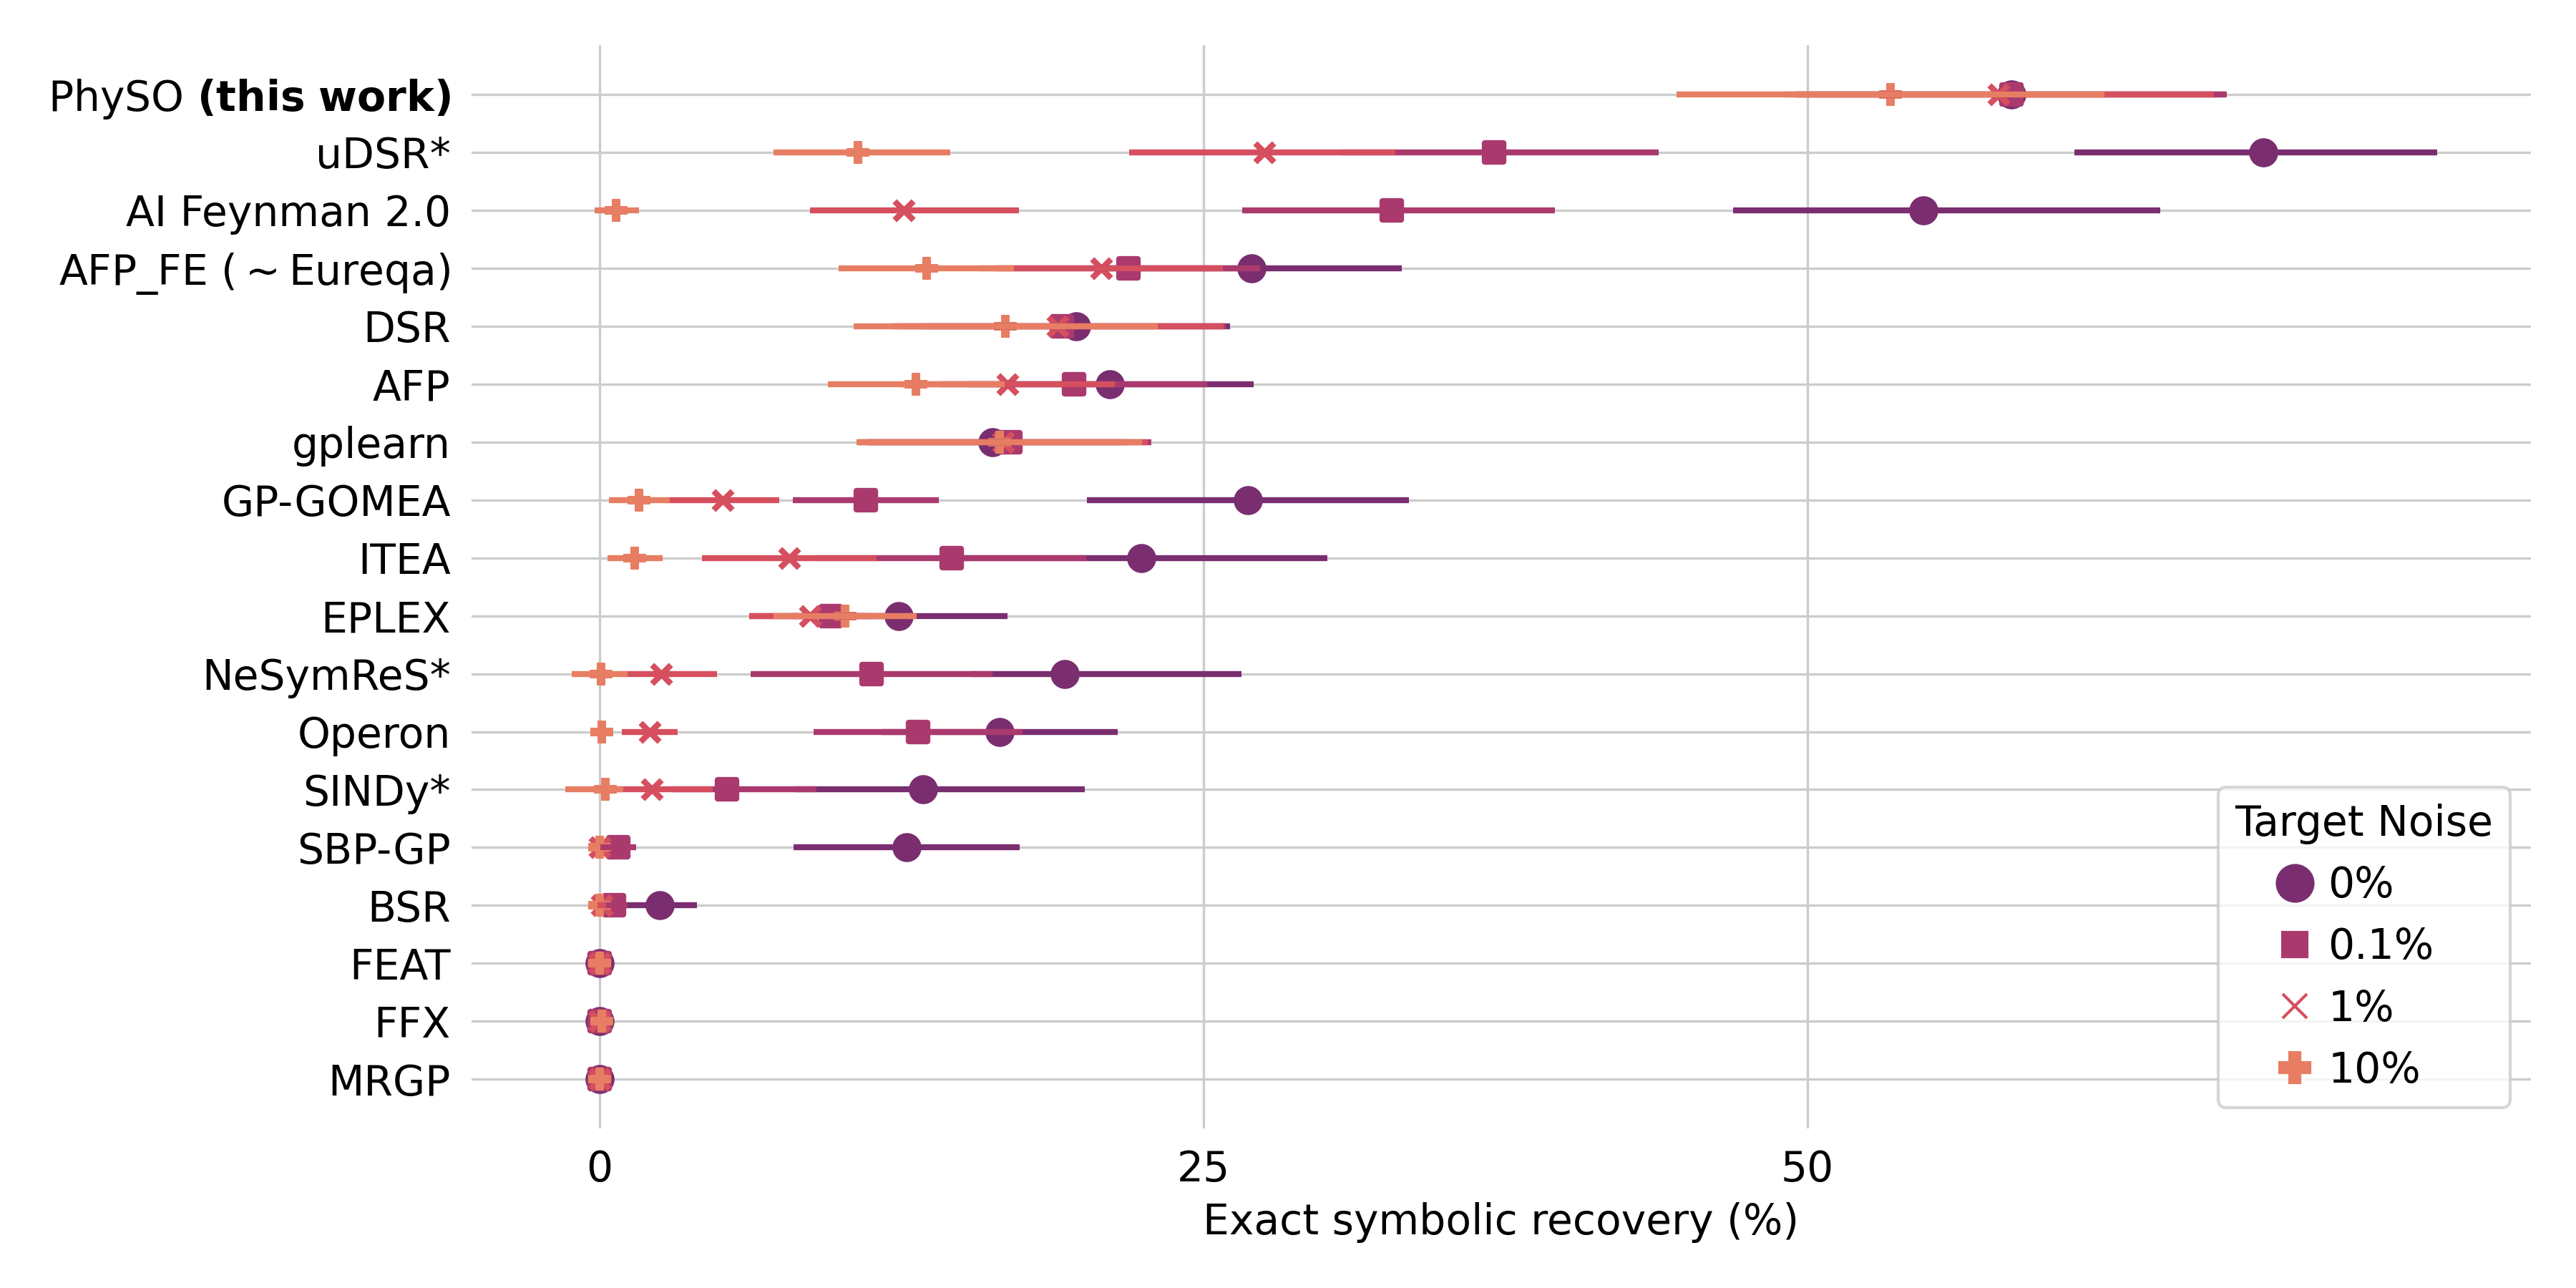 PhySO (this work)
uDSR*
AI Feynman 2.0
AFP_FE (~Eureqa)
DSR
AFP
gplearn
GP-GOMEA
ITEA
EPLEX
NeSymReS*
Operon
SINDy*
SBP-GP
BSR
FEAT
FFX
MRGP
Target Noise
0%
0.1%
1%
10%
0 25 50
Exact symbolic recovery (%)